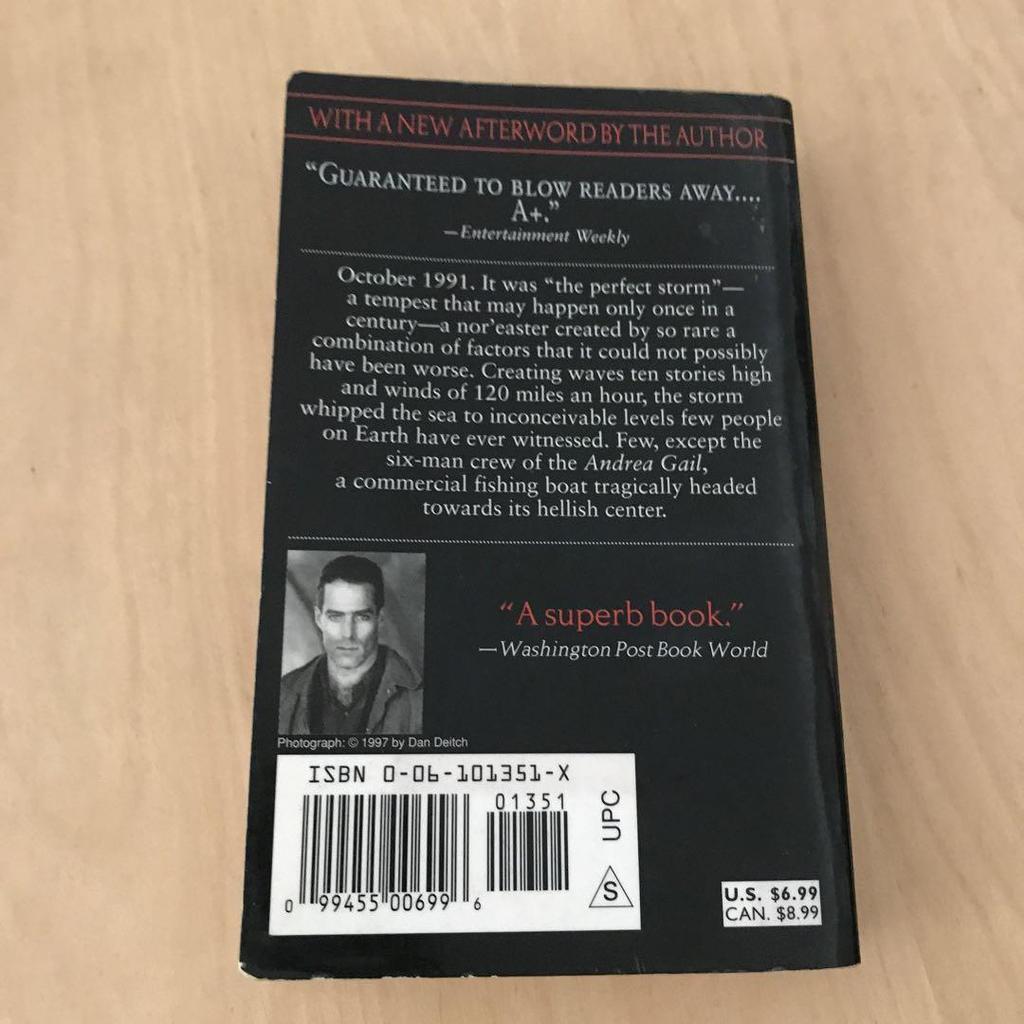 WITH A NEW AFTERWORD BY THE AUTHOR
“GUARANTEED TO BLOW READERS AWAY....
A+.”
—Entertainment Weekly
October 1991. It was “the perfect storm”—
a tempest that may happen only once in a
century—a nor’easter created by so rare a
combination of factors that it could not possibly
have been worse. Creating waves ten stories high
and winds of 120 miles an hour, the storm
whipped the sea to inconceivable levels few people
on Earth have ever witnessed. Few, except the
six-man crew of the Andrea Gail,
a commercial fishing boat tragically headed
towards its hellish center.
“A superb book.”
—Washington Post Book World
Photograph: © 1997 by Dan Deitch
ISBN 0-06-101351-X
01351
UPC
S
0 99455 00699 6
U.S. $6.99
CAN. $8.99